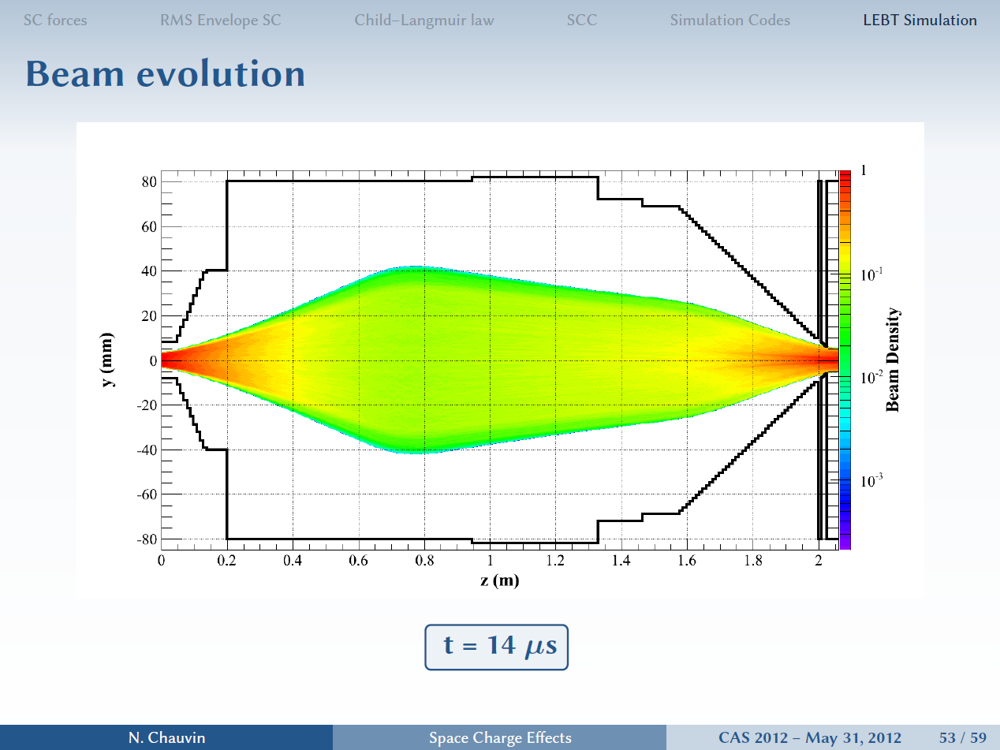 SC forces RMS Envelope SC Child–Langmuir law SCC Simulation Codes LEBT Simulation
Beam evolution
80
60
40
20
0
-20
-40
-60
-80
y (mm)
0 0.2 0.4 0.6 0.8 1 1.2 1.4 1.6 1.8 2
z (m)
1
10⁻¹
10⁻²
10⁻³
Beam Density
t = 14 μs
N. Chauvin Space Charge Effects CAS 2012 – May 31, 2012 53 / 59